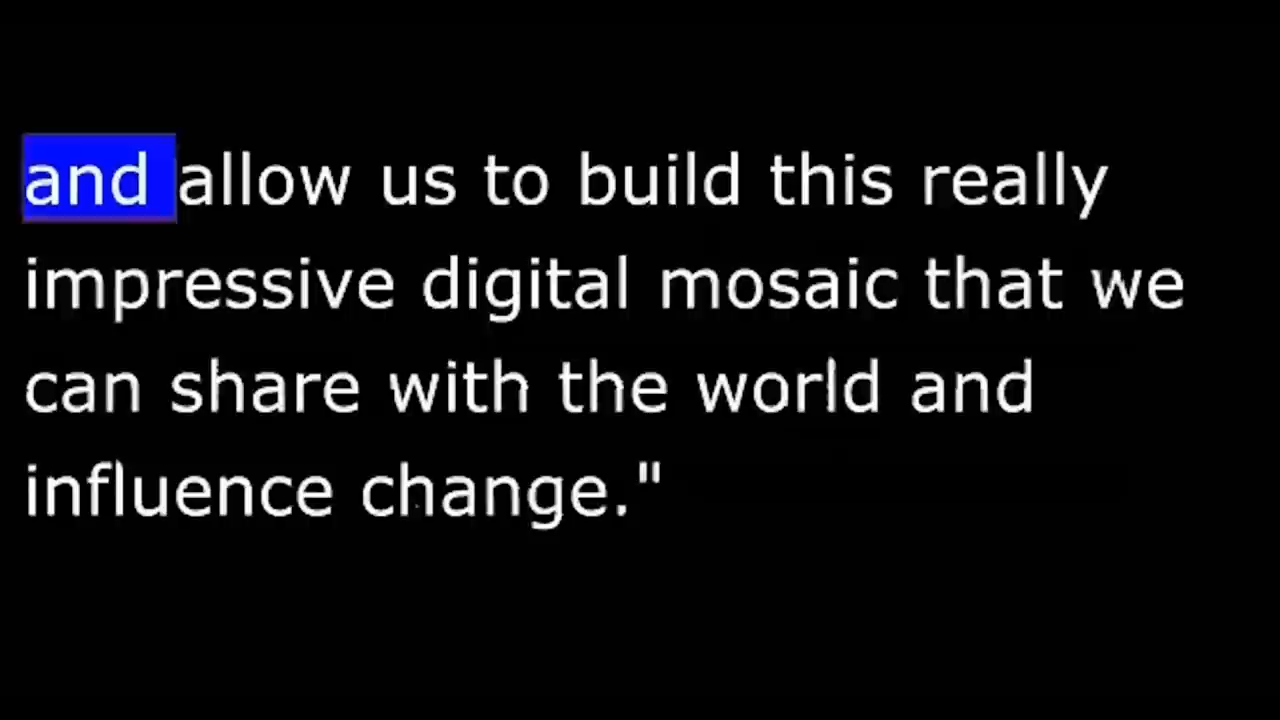 and allow us to build this really
impressive digital mosaic that we
can share with the world and
influence change."